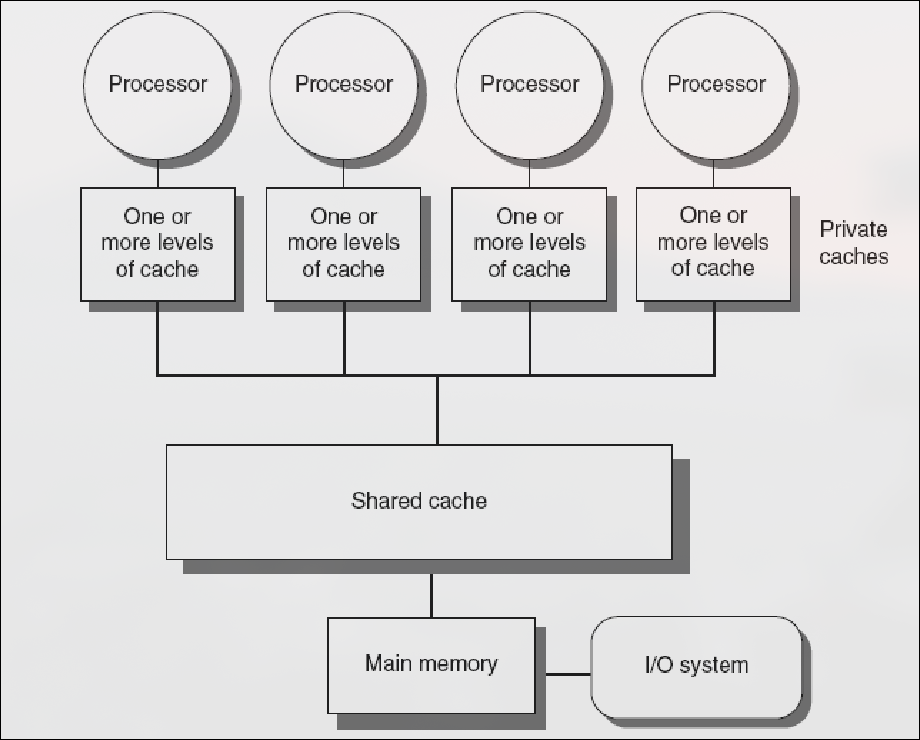 Processor
Processor
Processor
Processor
One or
more levels
of cache
One or
more levels
of cache
One or
more levels
of cache
One or
more levels
of cache
Private
caches
Shared cache
Main memory
I/O system